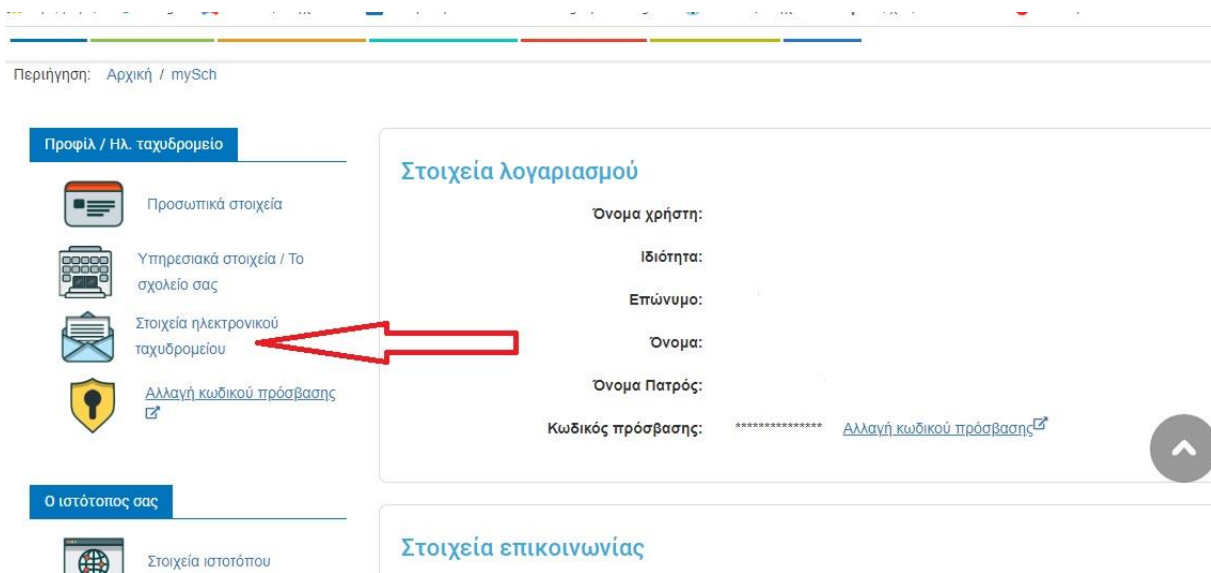 Περιήγηση: Αρχική / mySch
Προφίλ / Ηλ. ταχυδρομείο
Προσωπικά στοιχεία
Υπηρεσιακά στοιχεία / Το
σχολείο σας
Στοιχεία ηλεκτρονικού
ταχυδρομείου
Αλλαγή κωδικού πρόσβασης
Στοιχεία λογαριασμού
Όνομα χρήστη:
Ιδιότητα:
Επώνυμο:
Όνομα:
Όνομα Πατρός:
Κωδικός πρόσβασης: *************** Αλλαγή κωδικού πρόσβασης
Ο ιστότοπος σας
Στοιχεία ιστοτόπου
Στοιχεία επικοινωνίας